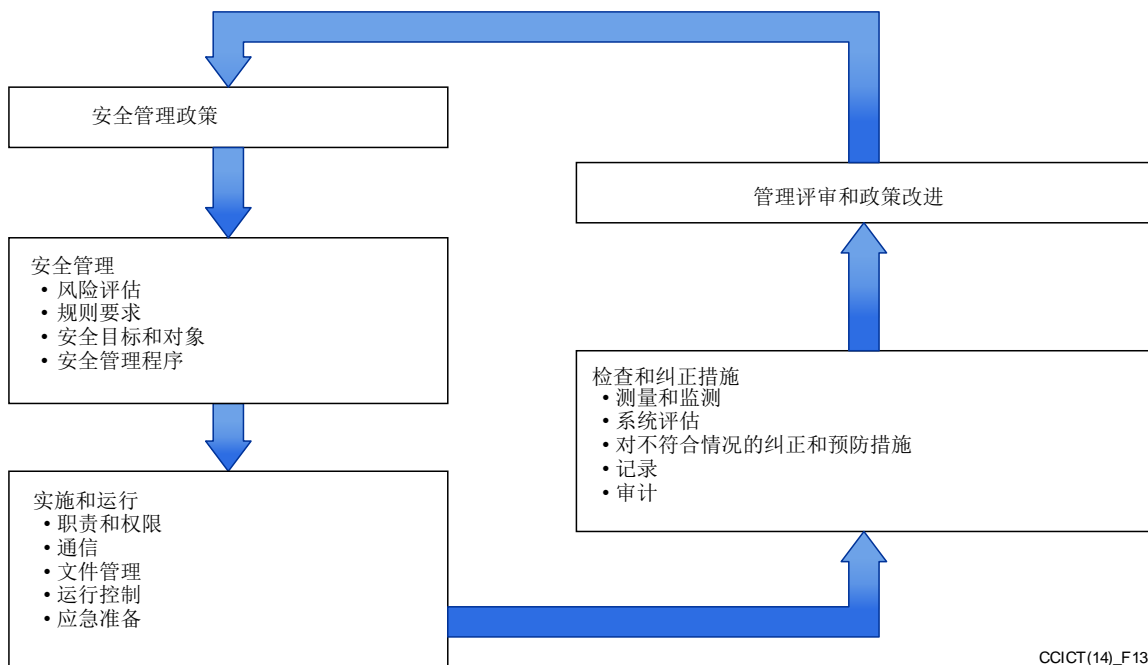 安全管理政策
安全管理
• 风险评估
• 规则要求
• 安全目标和对象
• 安全管理程序
实施和运行
• 职责和权限
• 通信
• 文件管理
• 运行控制
• 应急准备
检查和纠正措施
• 测量和监测
• 系统评估
• 对不符合情况的纠正和预防措施
• 记录
• 审计
管理评审和政策改进
CCICT(14)_F13